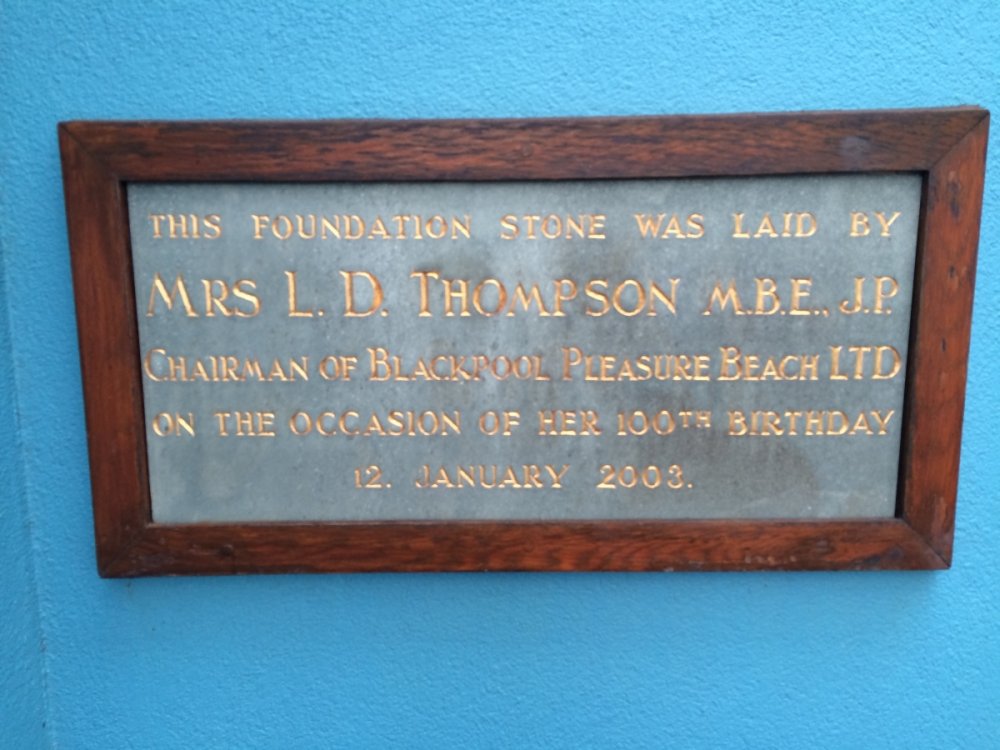 THIS FOUNDATION STONE WAS LAID BY
MRS L. D. THOMPSON M.B.E., J.P.
CHAIRMAN OF BLACKPOOL PLEASURE BEACH LTD
ON THE OCCASION OF HER 100TH BIRTHDAY
12. JANUARY 2003.